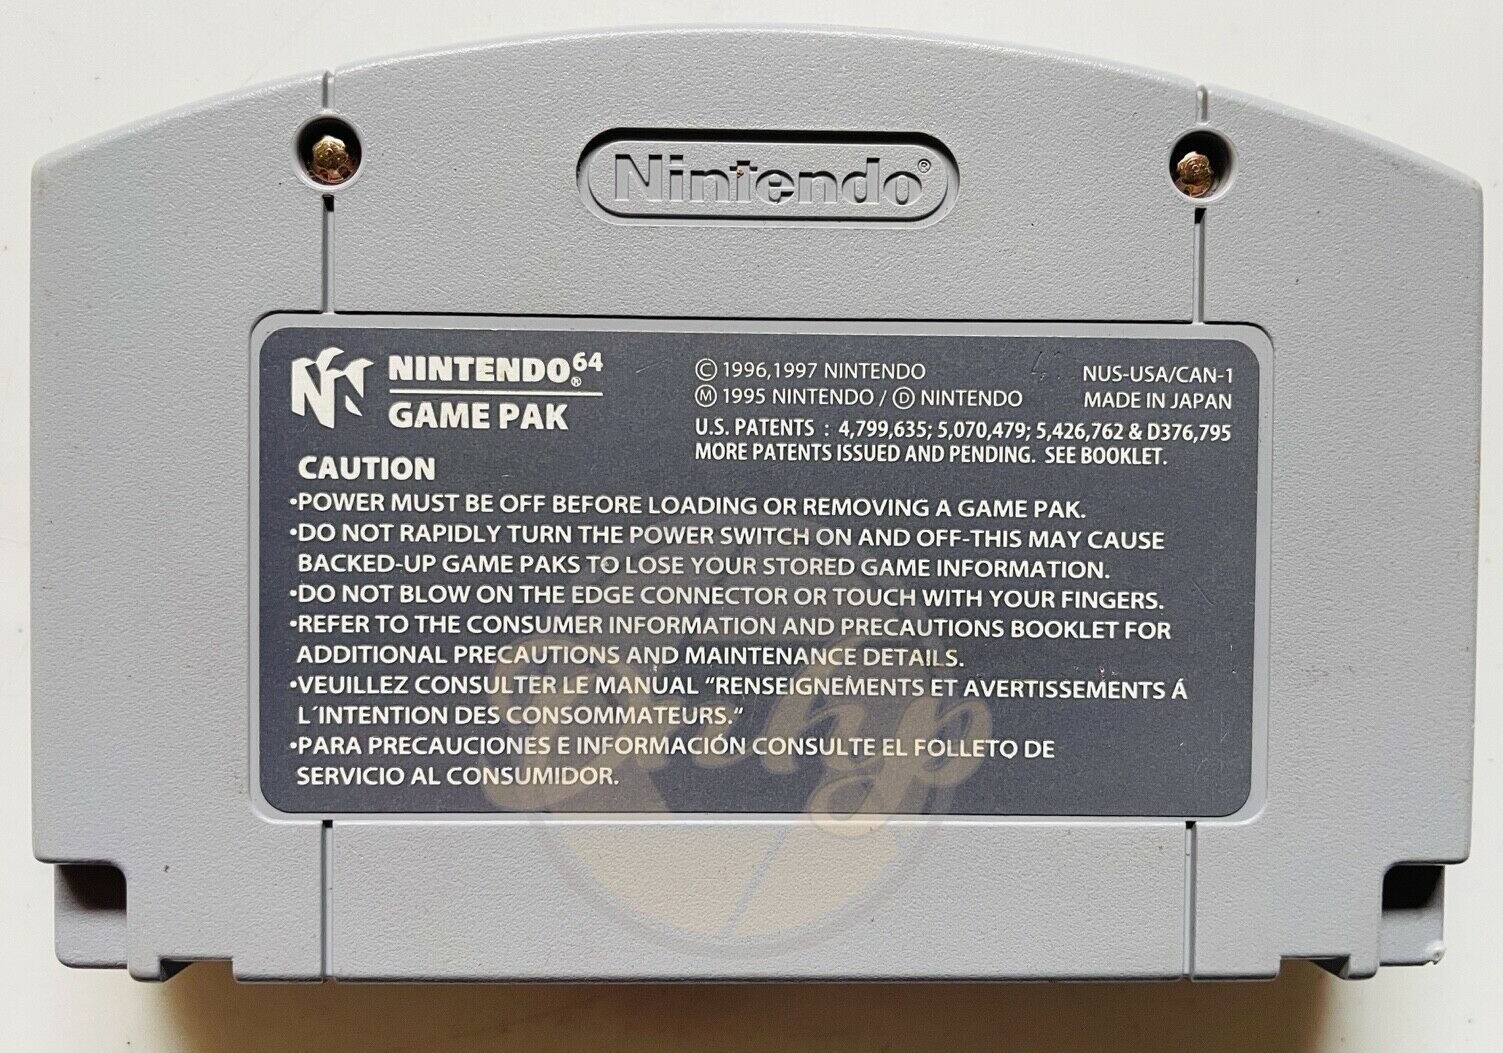 Nintendo®
NINTENDO⁶⁴®
GAME PAK
© 1996,1997 NINTENDO
Ⓜ 1995 NINTENDO / Ⓓ NINTENDO
NUS-USA/CAN-1
MADE IN JAPAN
U.S. PATENTS : 4,799,635; 5,070,479; 5,426,762 & D376,795
MORE PATENTS ISSUED AND PENDING. SEE BOOKLET.
CAUTION
•POWER MUST BE OFF BEFORE LOADING OR REMOVING A GAME PAK.
•DO NOT RAPIDLY TURN THE POWER SWITCH ON AND OFF-THIS MAY CAUSE
BACKED-UP GAME PAKS TO LOSE YOUR STORED GAME INFORMATION.
•DO NOT BLOW ON THE EDGE CONNECTOR OR TOUCH WITH YOUR FINGERS.
•REFER TO THE CONSUMER INFORMATION AND PRECAUTIONS BOOKLET FOR
ADDITIONAL PRECAUTIONS AND MAINTENANCE DETAILS.
•VEUILLEZ CONSULTER LE MANUAL “RENSEIGNEMENTS ET AVERTISSEMENTS Á
L´INTENTION DES CONSOMMATEURS.“
•PARA PRECAUCIONES E INFORMACIÓN CONSULTE EL FOLLETO DE
SERVICIO AL CONSUMIDOR.